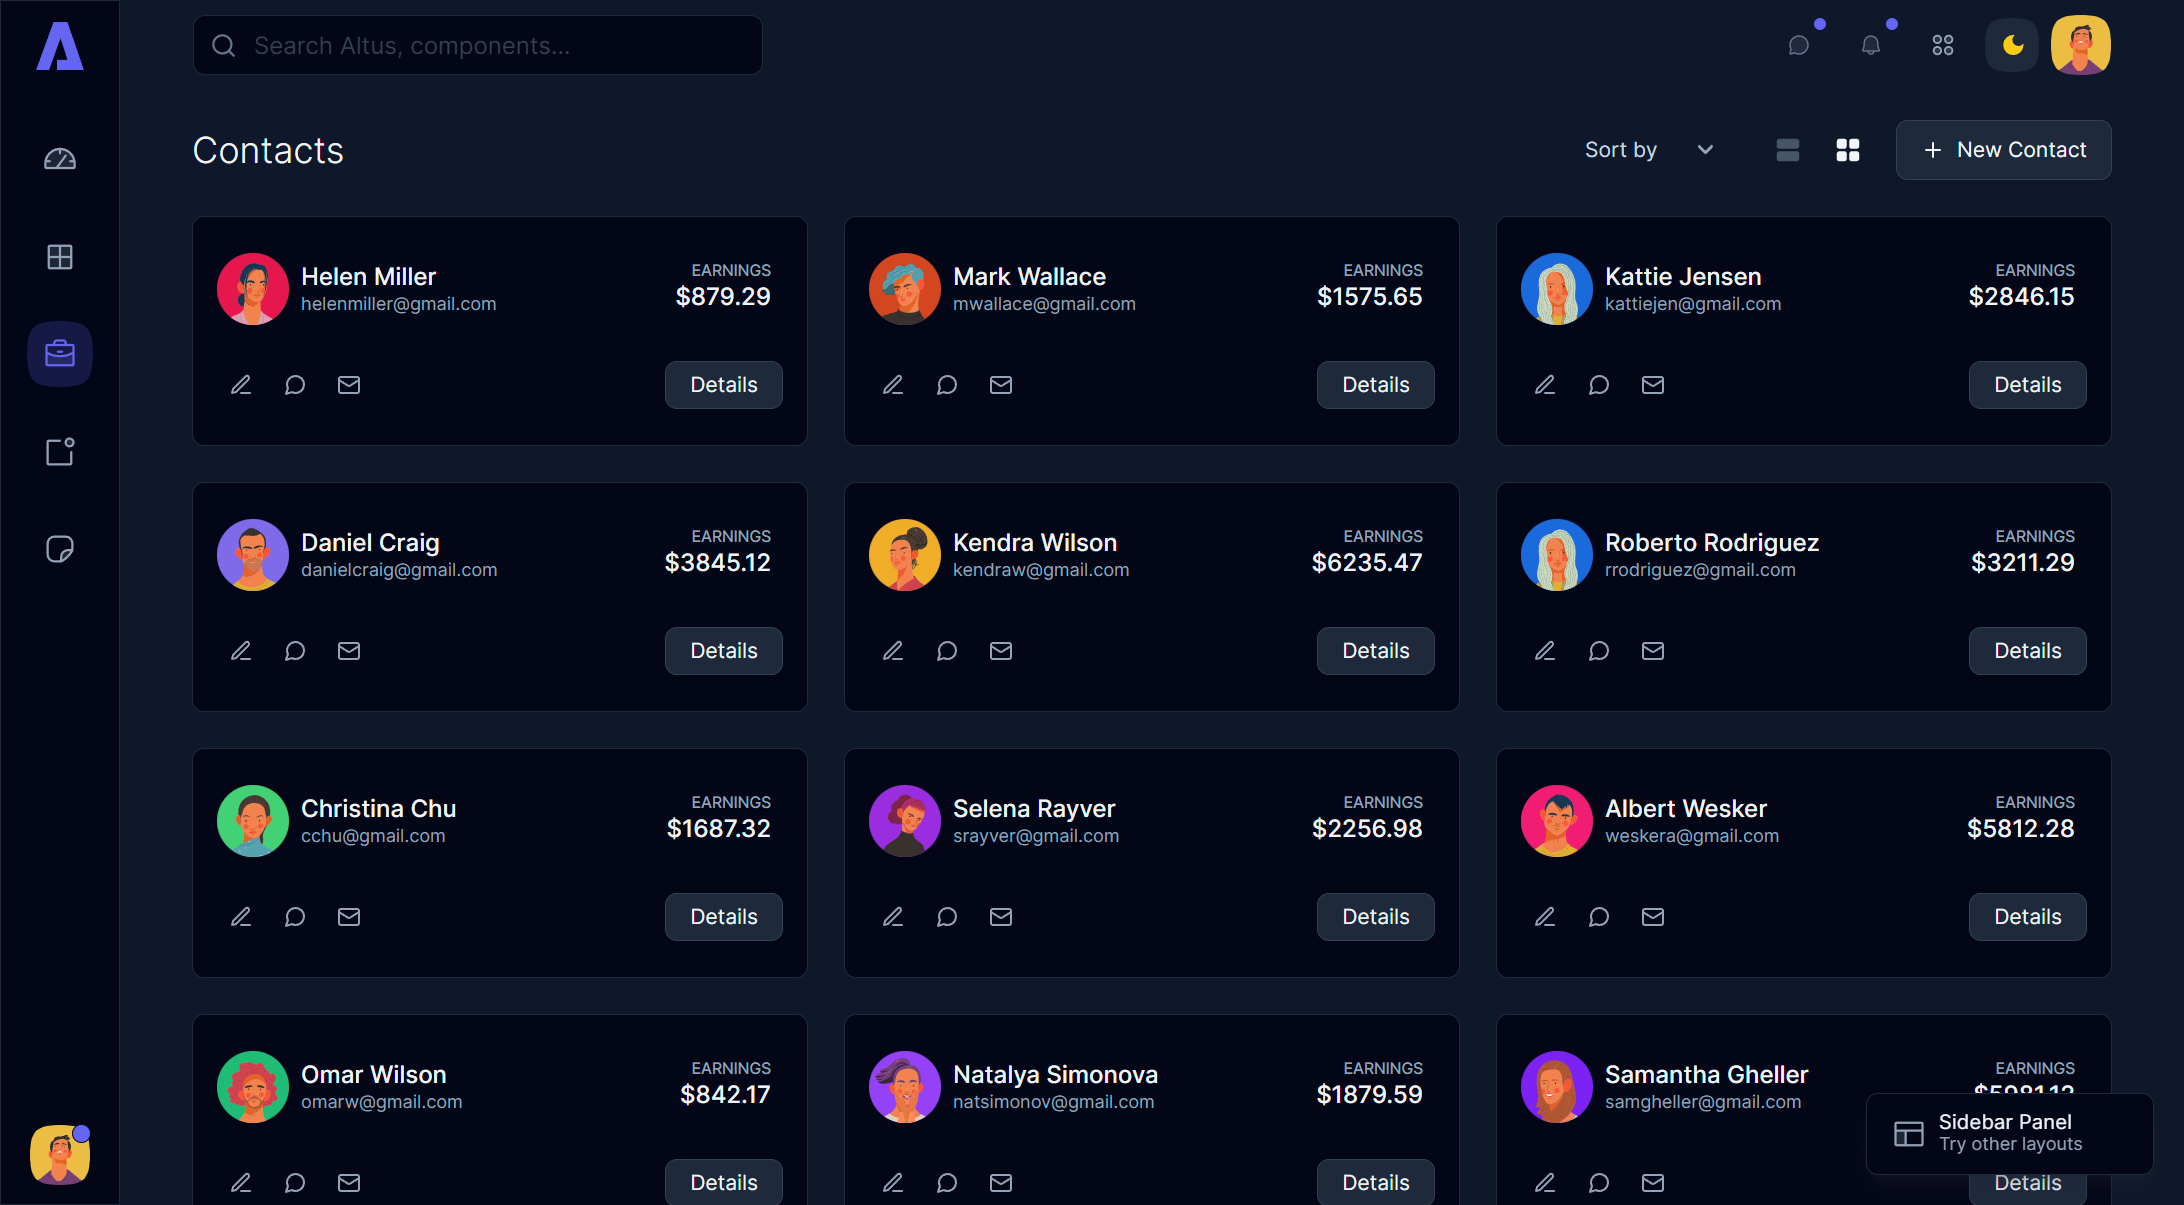 Search Altus, components...
Contacts
Sort by
New Contact
Helen Miller
helenmiller@gmail.com
EARNINGS
$879.29
Details
Mark Wallace
mwallace@gmail.com
EARNINGS
$1575.65
Details
Kattie Jensen
kattiejen@gmail.com
EARNINGS
$2846.15
Details
Daniel Craig
danielcraig@gmail.com
EARNINGS
$3845.12
Details
Kendra Wilson
kendraw@gmail.com
EARNINGS
$6235.47
Details
Roberto Rodriguez
rrodriguez@gmail.com
EARNINGS
$3211.29
Details
Christina Chu
cchu@gmail.com
EARNINGS
$1687.32
Details
Selena Rayver
srayver@gmail.com
EARNINGS
$2256.98
Details
Albert Wesker
weskera@gmail.com
EARNINGS
$5812.28
Details
Omar Wilson
omarw@gmail.com
EARNINGS
$842.17
Details
Natalya Simonova
natsimonov@gmail.com
EARNINGS
$1879.59
Details
Samantha Gheller
samgheller@gmail.com
EARNINGS
Details
Sidebar Panel
Try other layouts